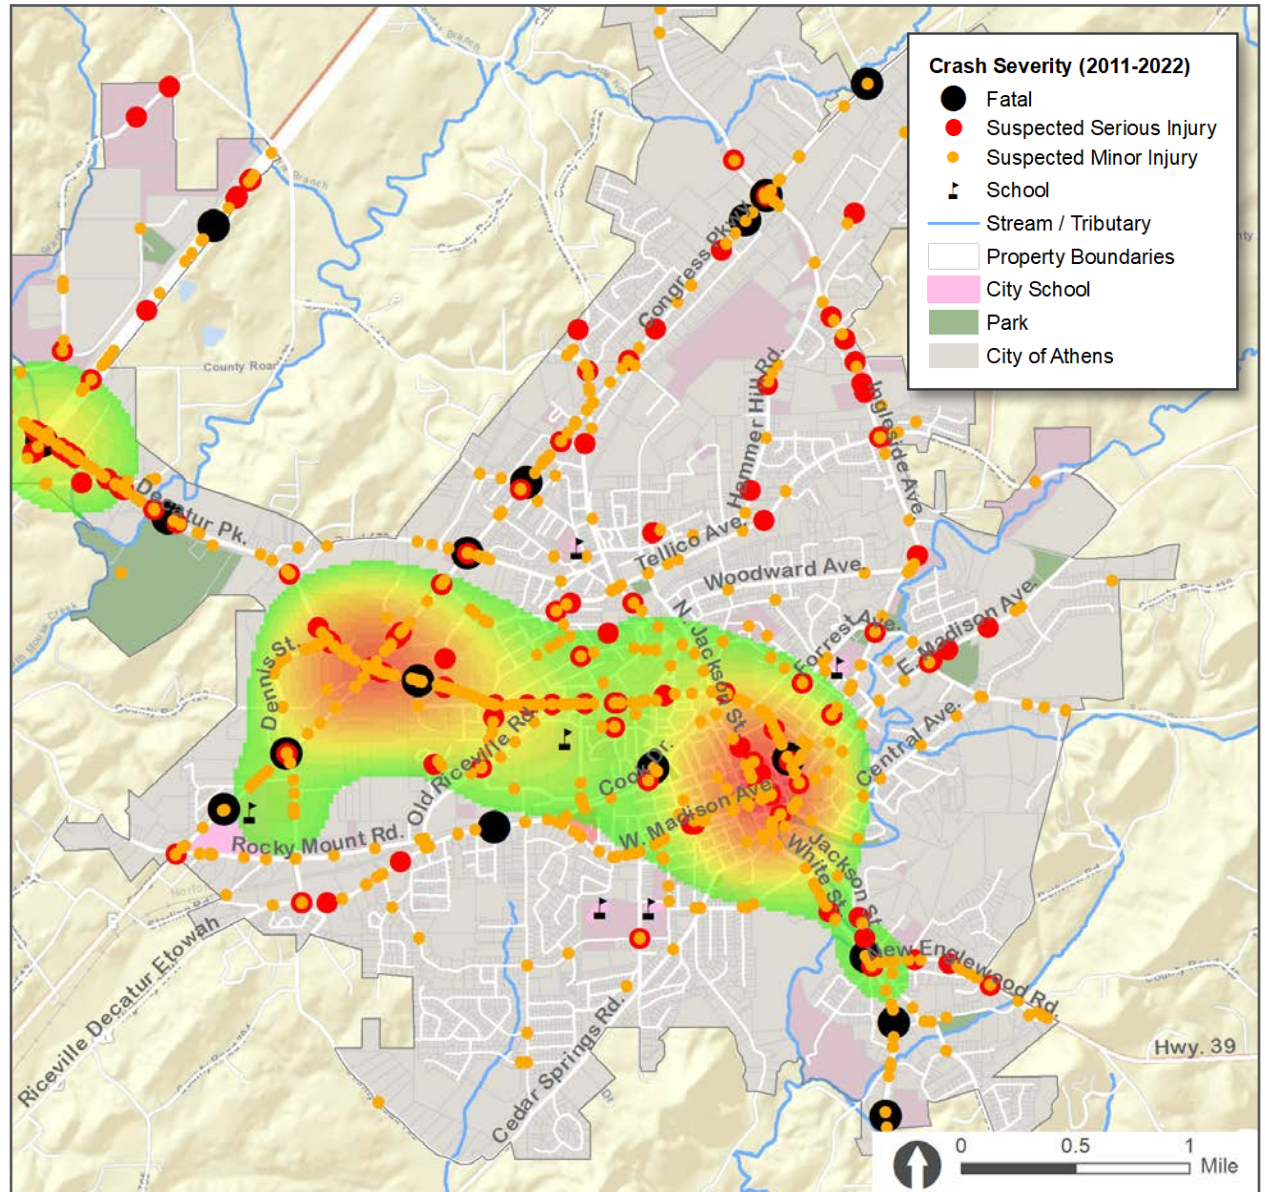 Crash Severity (2011-2022)
Fatal
Suspected Serious Injury
Suspected Minor Injury
School
Stream / Tributary
Property Boundaries
City School
Park
City of Athens
Branch
Branch
Congress Pkwy.
County Road
Hammer Hill Rd.
Ingleside Ave.
Decatur Pk.
Tellico Ave.
Woodward Ave.
N. Jackson St.
Forrest Ave.
E. Madison Ave.
Dennis St.
Old Riceville Rd.
Central Ave.
Cook Dr.
W. Madison Ave.
Rocky Mount Rd.
Jackson St.
White St.
Riceville Decatur Etowah
New Englewood Rd.
Cedar Springs Rd.
Hwy. 39
0 0.5 1
Mile